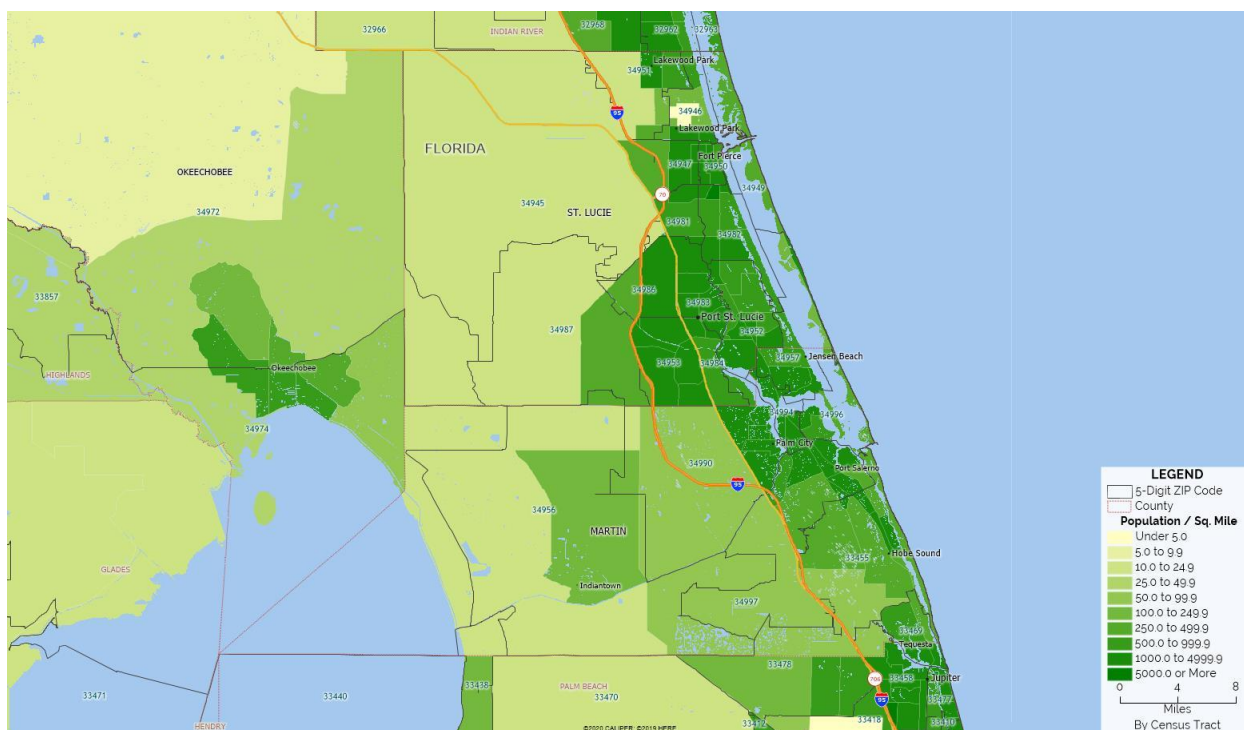 32966
INDIAN RIVER
32968
32962
32963
Lakewood Park
34951
95
34946
Lakewood Park
FLORIDA
Fort Pierce
34947
34950
OKEECHOBEE
34949
70
34945
34972
ST. LUCIE
34981
34982
34986
33857
34983
Port St. Lucie
34987
34952
34957
Jensen Beach
34953
34984
Okeechobee
HIGHLANDS
34994
34996
34974
Palm City
34990
Port Salerno
95
34956
MARTIN
33455
Hobe Sound
GLADES
Indiantown
34997
33469
Tequesta
33478
33438
706
33458
Jupiter
PALM BEACH
33471
33440
33470
33477
95
HENDRY
33412
33418
33410
©2020 CALIPER; ©2019 HERE
LEGEND
5-Digit ZIP Code
County
Population / Sq. Mile
Under 5.0
5.0 to 9.9
10.0 to 24.9
25.0 to 49.9
50.0 to 99.9
100.0 to 249.9
250.0 to 499.9
500.0 to 999.9
1000.0 to 4999.9
5000.0 or More
0 4 8
Miles
By Census Tract